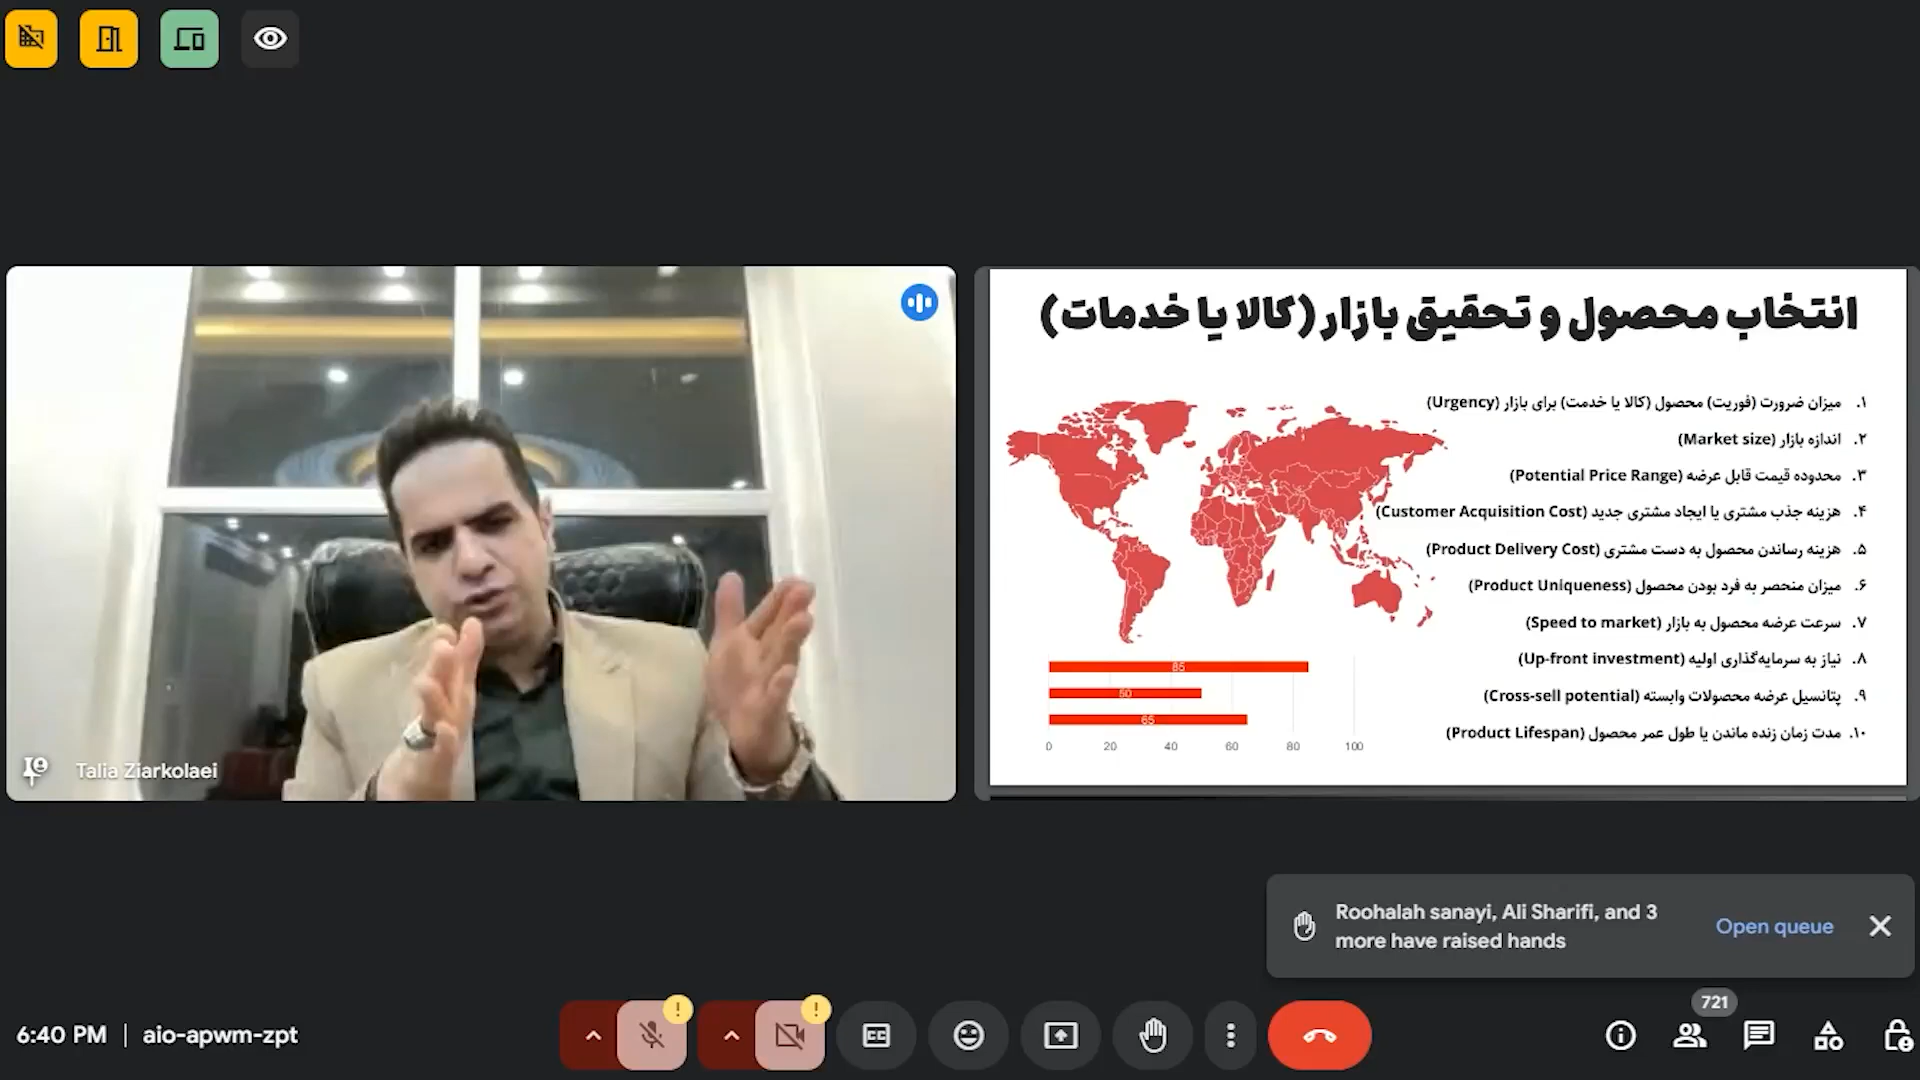 انتخاب محصول و تحقیق بازار (کالا یا خدمات)
۱. میزان ضرورت (فوریت) محصول (کالا یا خدمت) برای بازار (Urgency)
۲. اندازه بازار (Market size)
۳. محدوده قیمت قابل عرضه (Potential Price Range)
۴. هزینه جذب مشتری یا ایجاد مشتری جدید (Customer Acquisition Cost)
۵. هزینه رساندن محصول به دست مشتری (Product Delivery Cost)
۶. میزان منحصر به فرد بودن محصول (Product Uniqueness)
۷. سرعت عرضه محصول به بازار (Speed to market)
۸. نیاز به سرمایه‌گذاری اولیه (Up-front investment)
۹. پتانسیل عرضه محصولات وابسته (Cross-sell potential)
۱۰. مدت زمان زنده ماندن یا طول عمر محصول (Product Lifespan)
85
50
65
0 20 40 60 80 100
Talia Ziarkolaei
Roohalah sanayi, Ali Sharifi, and 3
more have raised hands
Open queue
721
6:40 PM | aio-apwm-zpt
CC